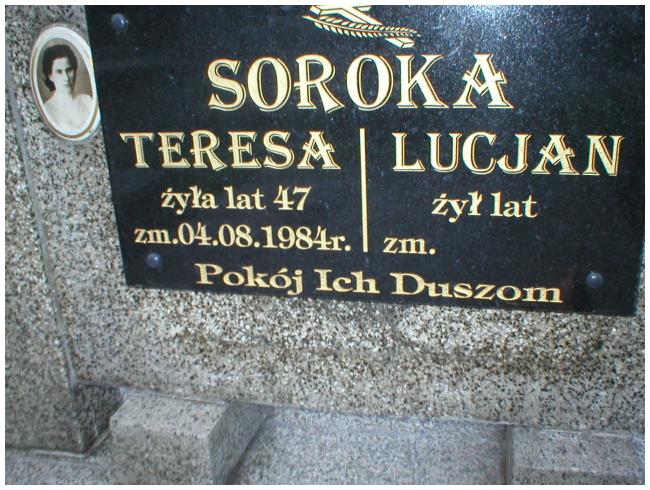 SOROKA
TERESA
żyła lat 47
zm.04.08.1984r.
LUCJAN
żył lat
zm.
Pokój Ich Duszom